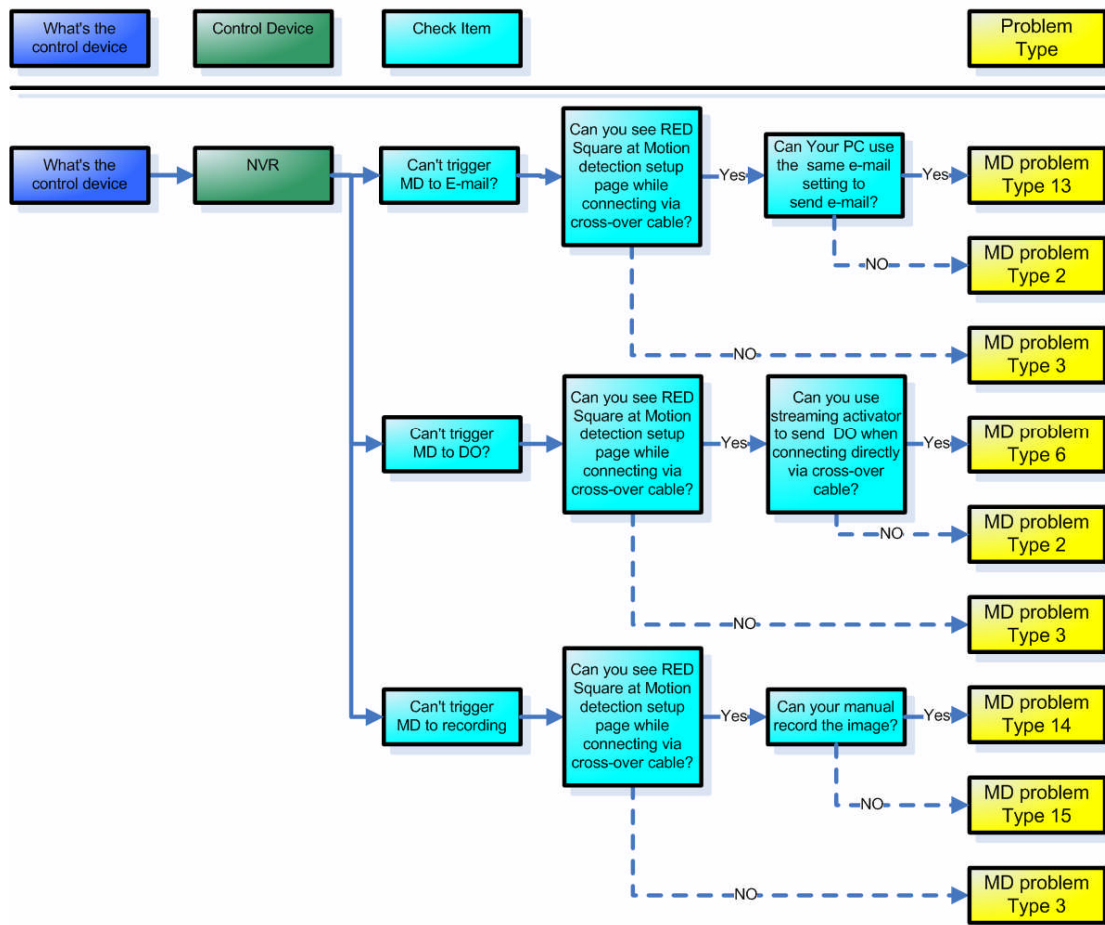 What's the
control device
Control Device
Check Item
Problem
Type
What's the
control device
NVR
Can't trigger
MD to E-mail?
Can you see RED
Square at Motion
detection setup
page while
connecting via
cross-over cable?
Yes
Can Your PC use
the same e-mail
setting to
send e-mail?
Yes
MD problem
Type 13
NO
MD problem
Type 2
NO
MD problem
Type 3
Can't trigger
MD to DO?
Can you see RED
Square at Motion
detection setup
page while
connecting via
cross-over cable?
Yes
Can you use
streaming activator
to send DO when
connecting directly
via cross-over
cable?
Yes
MD problem
Type 6
NO
MD problem
Type 2
NO
MD problem
Type 3
Can't trigger
MD to recording
Can you see RED
Square at Motion
detection setup
page while
connecting via
cross-over cable?
Yes
Can your manual
record the image?
Yes
MD problem
Type 14
NO
MD problem
Type 15
NO
MD problem
Type 3